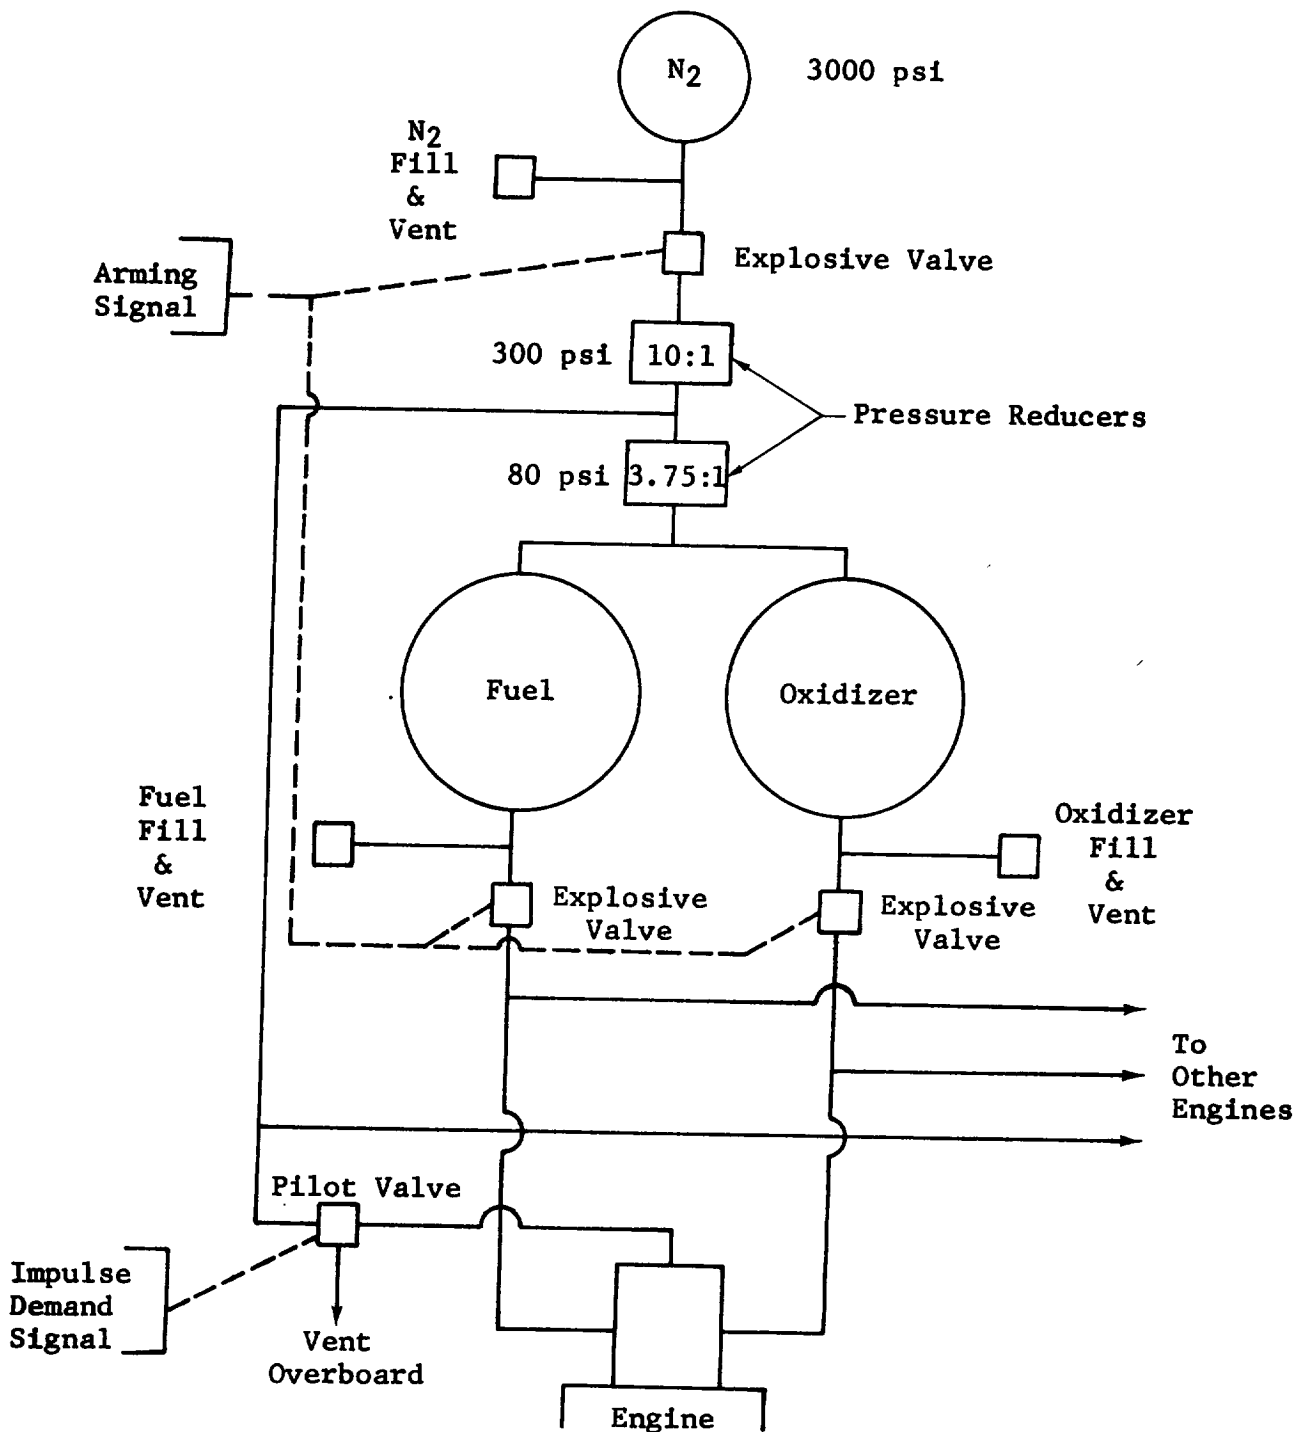 N2
3000 psi
N2
Fill
&
Vent
Explosive Valve
Arming
Signal
300 psi
10:1
Pressure Reducers
80 psi
3.75:1
Fuel
Oxidizer
Fuel
Fill
&
Vent
Explosive
Valve
Oxidizer
Fill
&
Vent
Explosive
Valve
To
Other
Engines
Pilot Valve
Impulse
Demand
Signal
Vent
Overboard
Engine